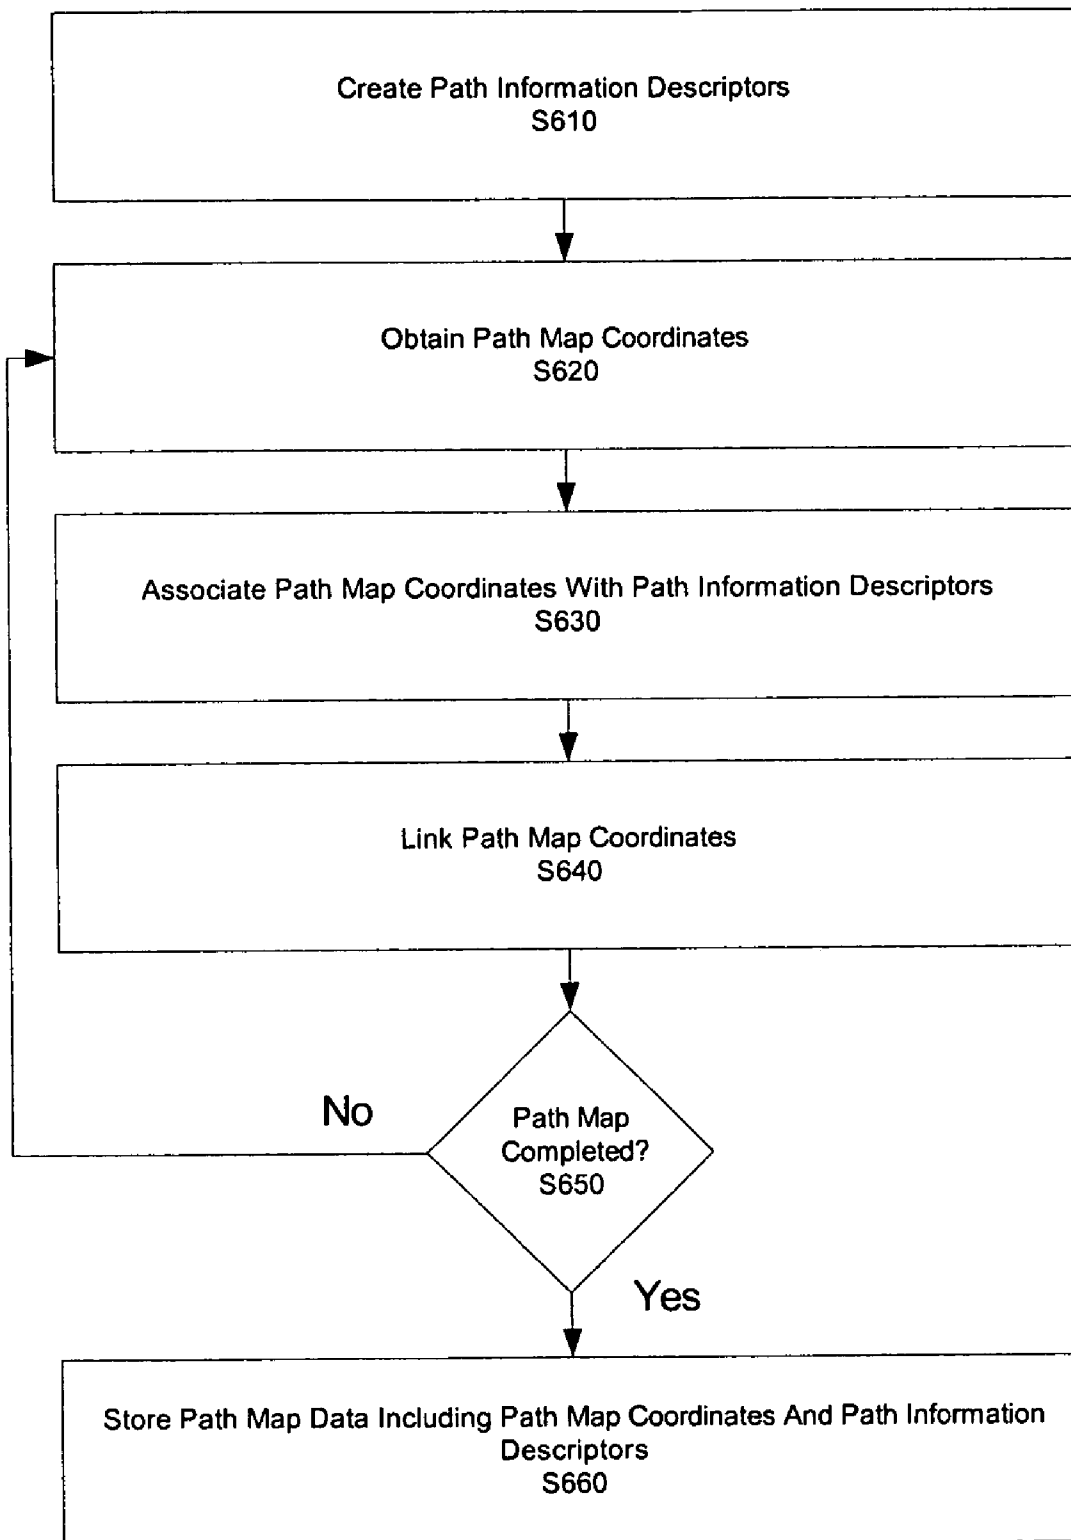 Create Path Information Descriptors
S610
Obtain Path Map Coordinates
S620
Associate Path Map Coordinates With Path Information Descriptors
S630
Link Path Map Coordinates
S640
No
Path Map
Completed?
S650
Yes
Store Path Map Data Including Path Map Coordinates And Path Information
Descriptors
S660